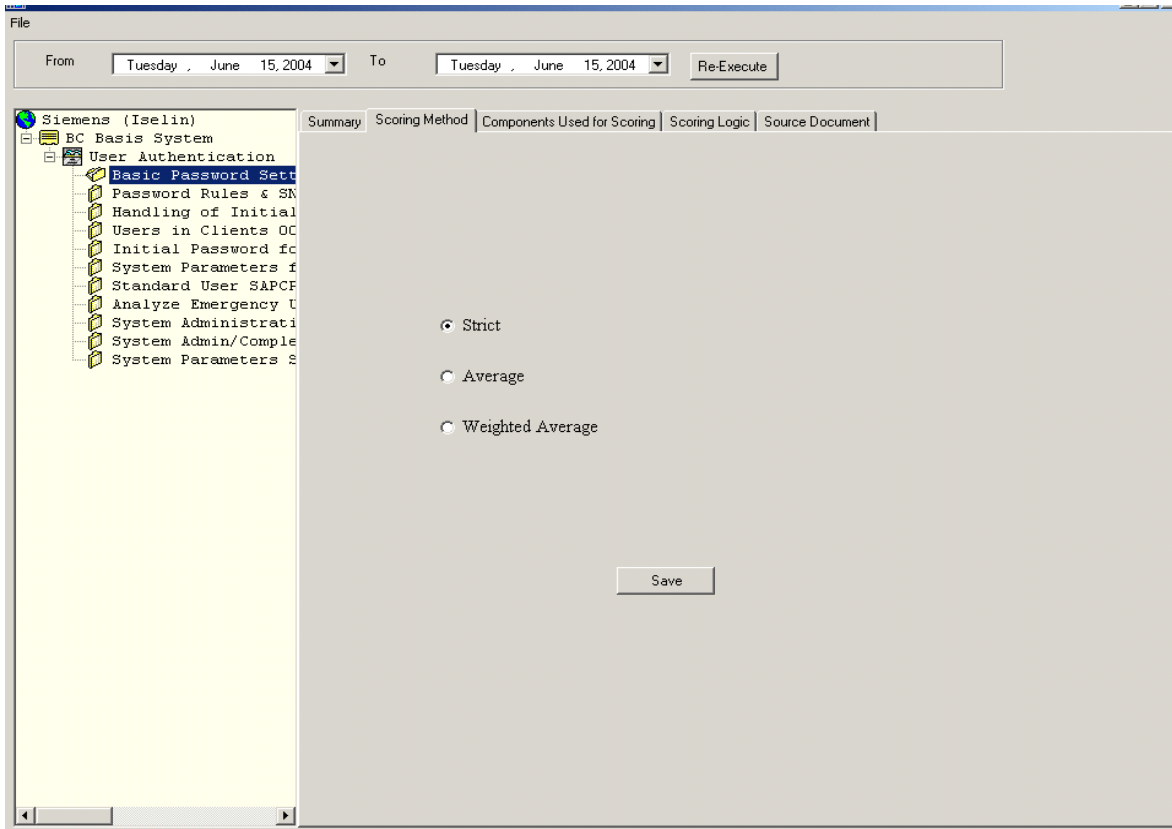 File
From Tuesday , June 15, 2004 To Tuesday , June 15, 2004 Re-Execute
Siemens (Iselin)
BC Basis System
User Authentication
Basic Password Sett
Password Rules & SN
Handling of Initial
Users in Clients 00
Initial Password fo
System Parameters f
Standard User SAPCP
Analyze Emergency U
System Administrati
System Admin/Comple
System Parameters S
Summary Scoring Method Components Used for Scoring Scoring Logic Source Document
Strict
Average
Weighted Average
Save